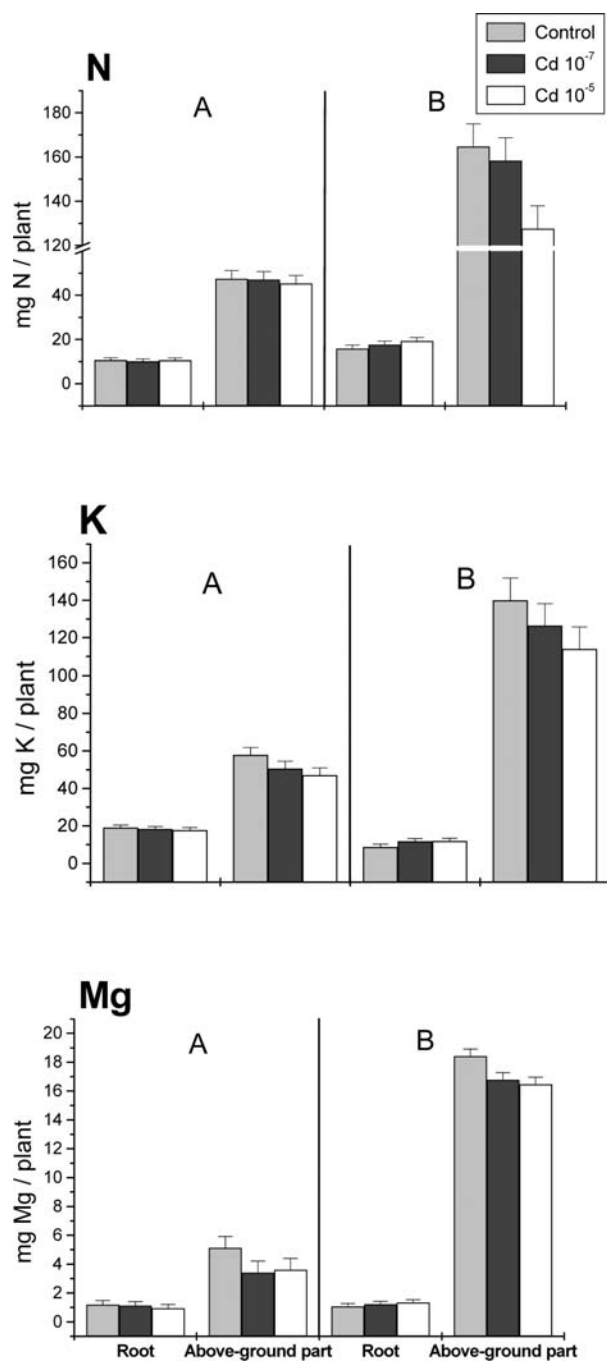 Control
Cd 10⁻⁷
Cd 10⁻⁵
N
A
B
180
160
140
120
40
20
0
mg N / plant
K
A
B
160
140
120
100
80
60
40
20
0
mg K / plant
Mg
A
B
20
18
16
14
12
10
8
6
4
2
0
mg Mg / plant
Root Above-ground part Root Above-ground part